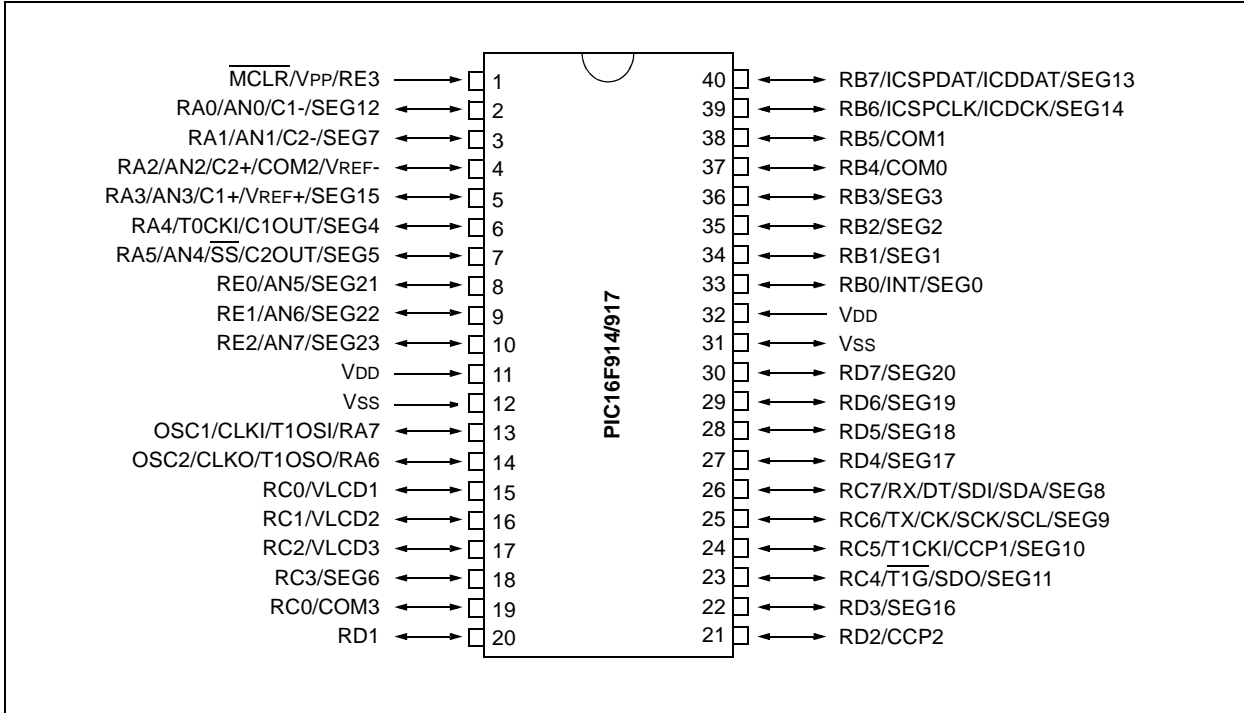 MCLR/VPP/RE3 1
RA0/AN0/C1-/SEG12 2
RA1/AN1/C2-/SEG7 3
RA2/AN2/C2+/COM2/VREF- 4
RA3/AN3/C1+/VREF+/SEG15 5
RA4/T0CKI/C1OUT/SEG4 6
RA5/AN4/SS/C2OUT/SEG5 7
RE0/AN5/SEG21 8
RE1/AN6/SEG22 9
RE2/AN7/SEG23 10
VDD 11
VSS 12
OSC1/CLKI/T1OSI/RA7 13
OSC2/CLKO/T1OSO/RA6 14
RC0/VLCD1 15
RC1/VLCD2 16
RC2/VLCD3 17
RC3/SEG6 18
RC0/COM3 19
RD1 20
PIC16F914/917
40 RB7/ICSPDAT/ICDDAT/SEG13
39 RB6/ICSPCLK/ICDCK/SEG14
38 RB5/COM1
37 RB4/COM0
36 RB3/SEG3
35 RB2/SEG2
34 RB1/SEG1
33 RB0/INT/SEG0
32 VDD
31 VSS
30 RD7/SEG20
29 RD6/SEG19
28 RD5/SEG18
27 RD4/SEG17
26 RC7/RX/DT/SDI/SDA/SEG8
25 RC6/TX/CK/SCK/SCL/SEG9
24 RC5/T1CKI/CCP1/SEG10
23 RC4/T1G/SDO/SEG11
22 RD3/SEG16
21 RD2/CCP2